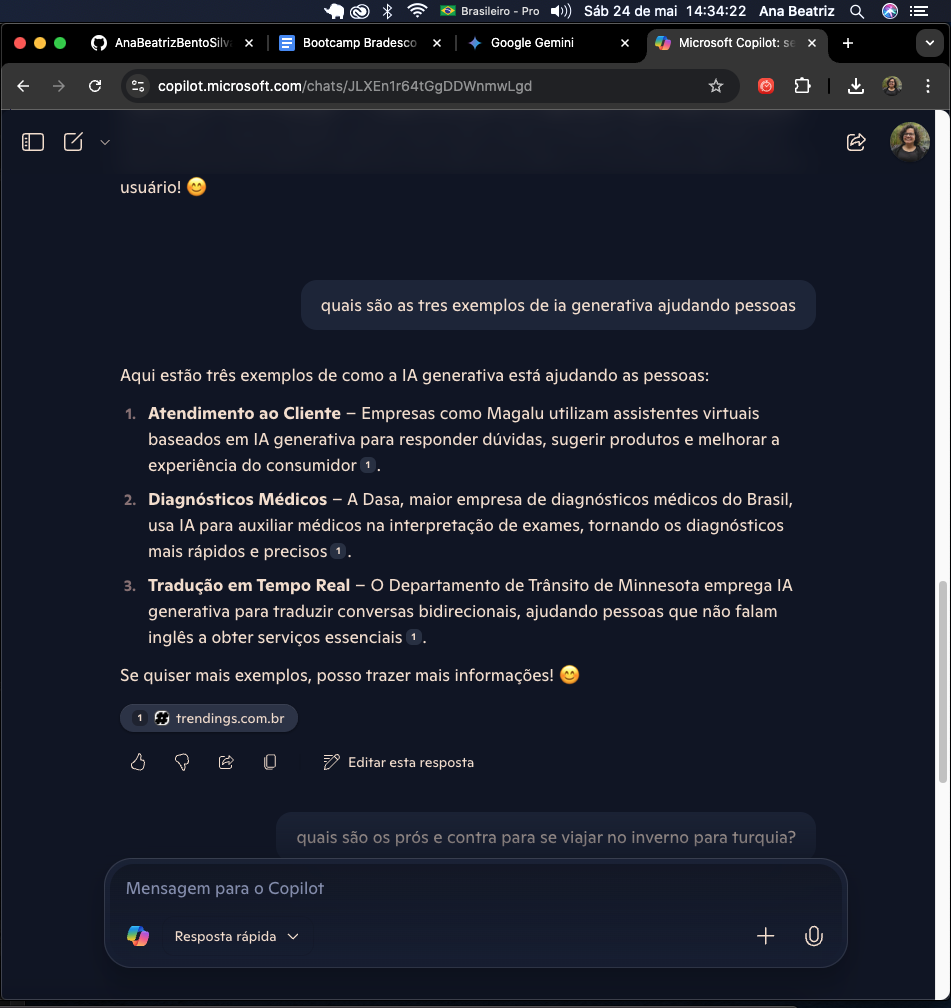 Brasileiro - Pro Sáb 24 de mai 14:34:22 Ana Beatriz
AnaBeatrizBentoSilv
Bootcamp Bradesco
Google Gemini
Microsoft Copilot: se
copilot.microsoft.com/chats/JLXEn1r64tGgDDWnmwLgd
usuário! 😊
quais são as tres exemplos de ia generativa ajudando pessoas
Aqui estão três exemplos de como a IA generativa está ajudando as pessoas:
1. Atendimento ao Cliente – Empresas como Magalu utilizam assistentes virtuais
baseados em IA generativa para responder dúvidas, sugerir produtos e melhorar a
experiência do consumidor 1 .
2. Diagnósticos Médicos – A Dasa, maior empresa de diagnósticos médicos do Brasil,
usa IA para auxiliar médicos na interpretação de exames, tornando os diagnósticos
mais rápidos e precisos 1 .
3. Tradução em Tempo Real – O Departamento de Trânsito de Minnesota emprega IA
generativa para traduzir conversas bidirecionais, ajudando pessoas que não falam
inglês a obter serviços essenciais 1 .
Se quiser mais exemplos, posso trazer mais informações! 😊
1 trendings.com.br
Editar esta resposta
quais são os prós e contra para se viajar no inverno para turquia?
Mensagem para o Copilot
Resposta rápida